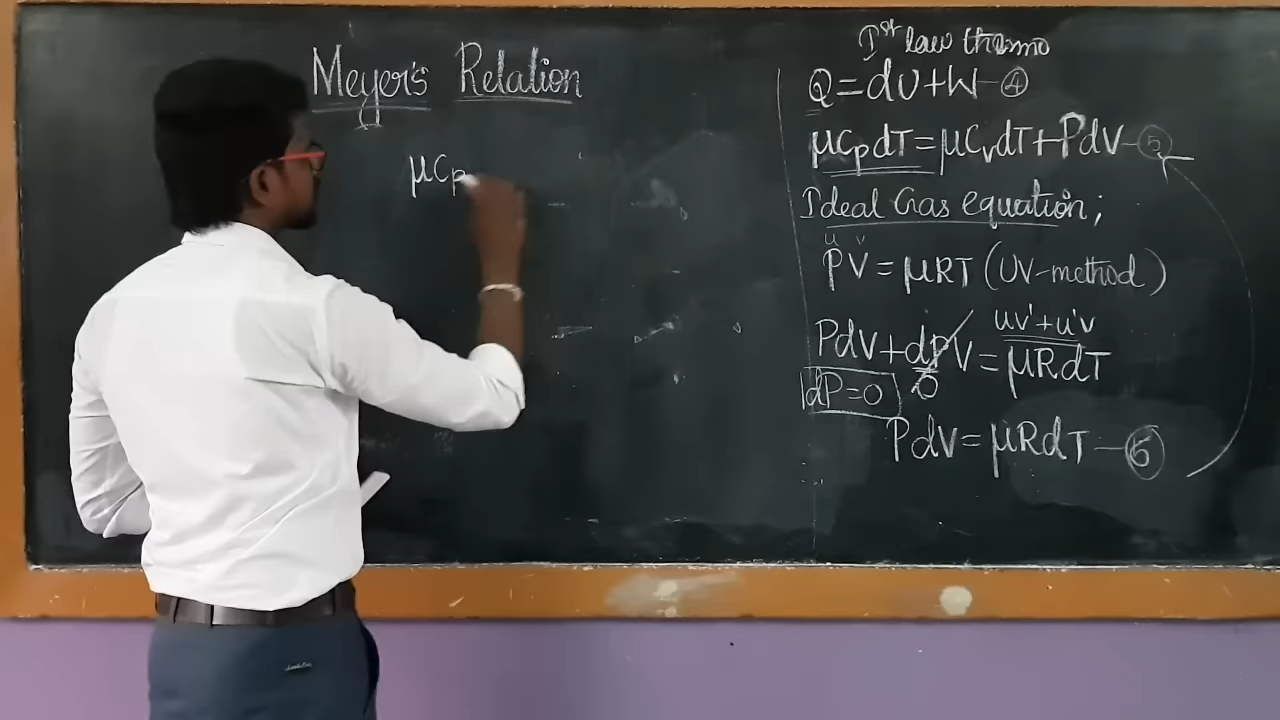 Meyer's Relation
μCp
Ist law thermo
Q=dU+W-④
μCpdT=μCvdT+PdV-⑤
Ideal Gas equation;
u v
PV=μRT (UV-method)
uv'+u'v
PdV+dPV=μRdT
dP=0 0
PdV=μRdT-⑥